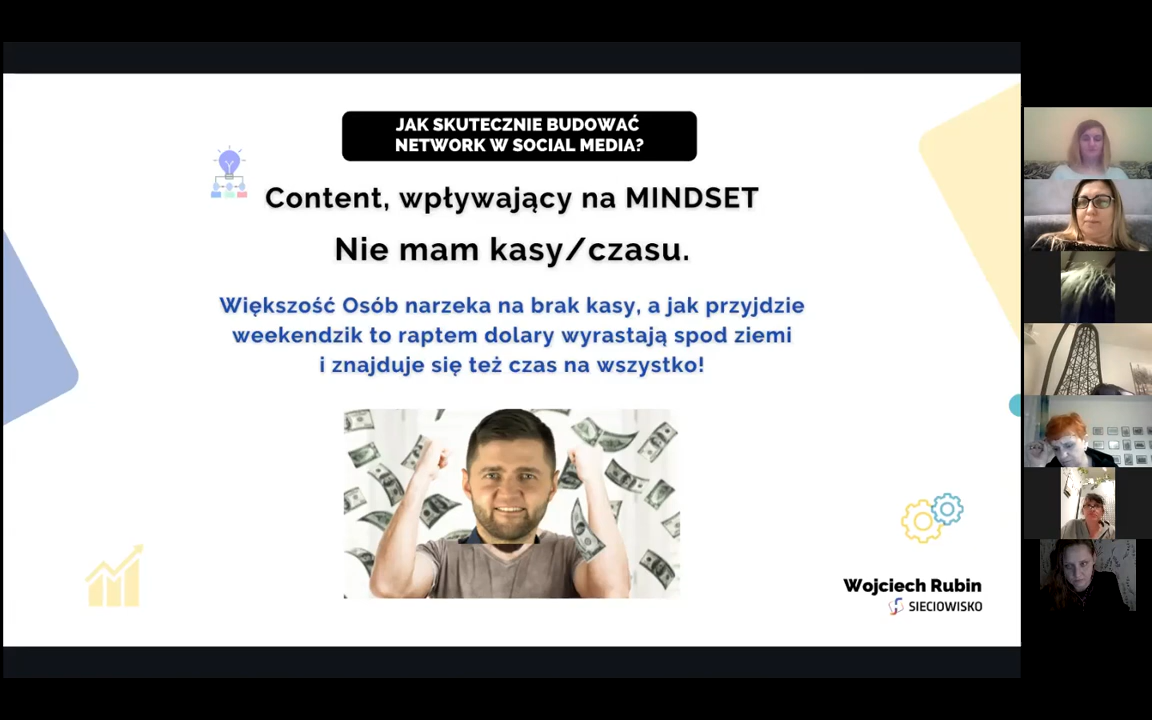 JAK SKUTECZNIE BUDOWAĆ
NETWORK W SOCIAL MEDIA?
Content, wpływający na MINDSET
Nie mam kasy/czasu.
Większość Osób narzeka na brak kasy, a jak przyjdzie
weekendzik to raptem dolary wyrastają spod ziemi
i znajduje się też czas na wszystko!
Wojciech Rubin
SIECIOWISKO